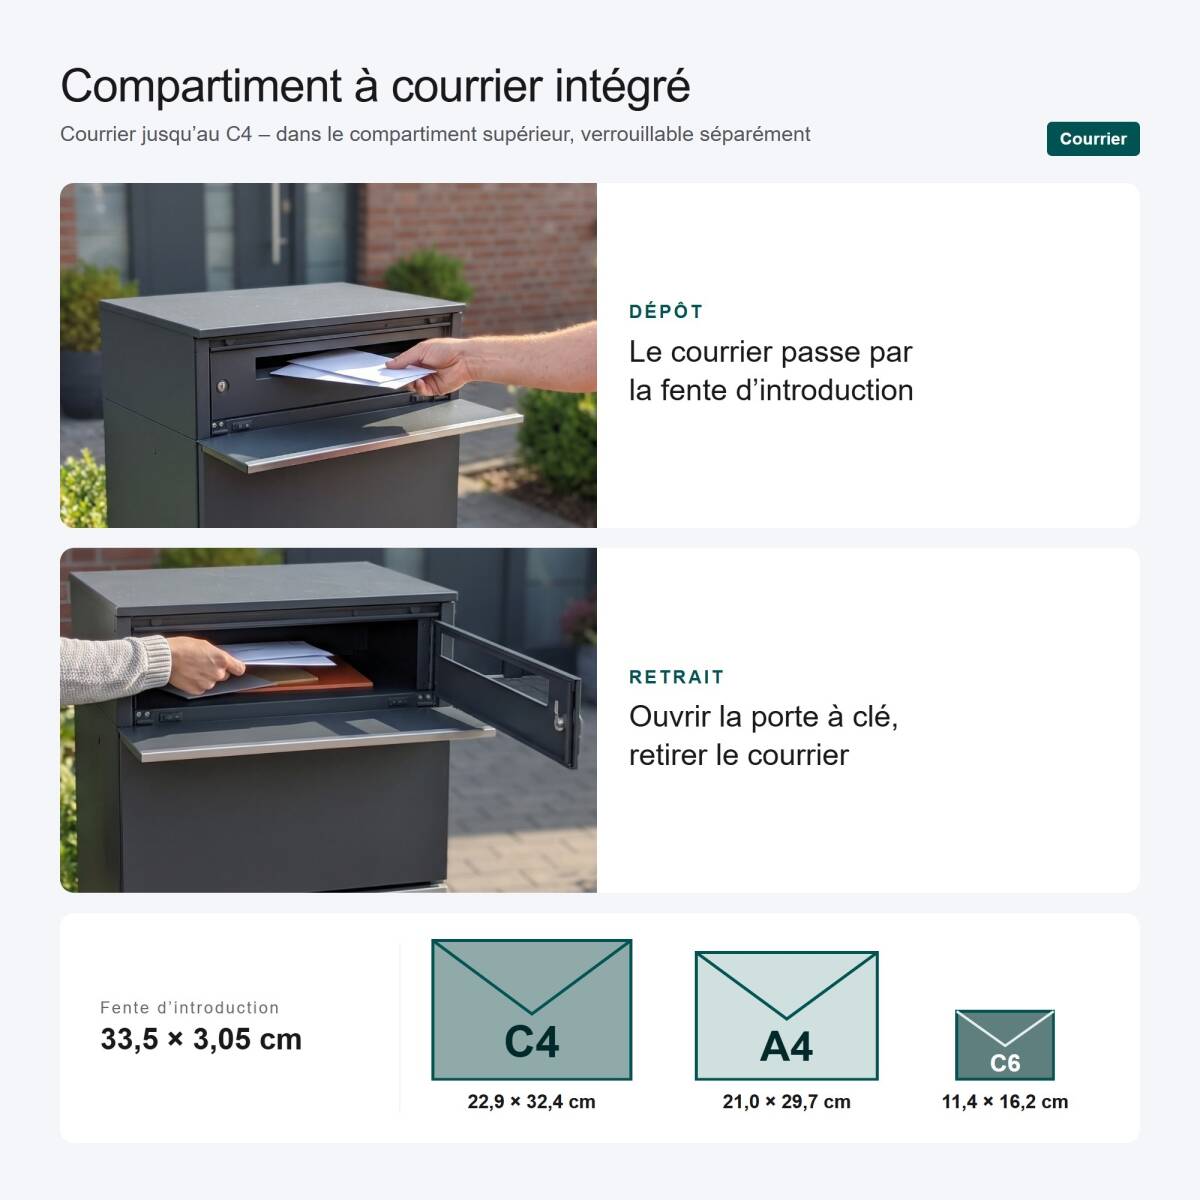 Compartiment à courrier intégré
Courrier jusqu’au C4 – dans le compartiment supérieur, verrouillable séparément
Courrier
DÉPÔT
Le courrier passe par
la fente d’introduction
RETRAIT
Ouvrir la porte à clé,
retirer le courrier
Fente d’introduction
33,5 × 3,05 cm
C4
22,9 × 32,4 cm
A4
21,0 × 29,7 cm
C6
11,4 × 16,2 cm